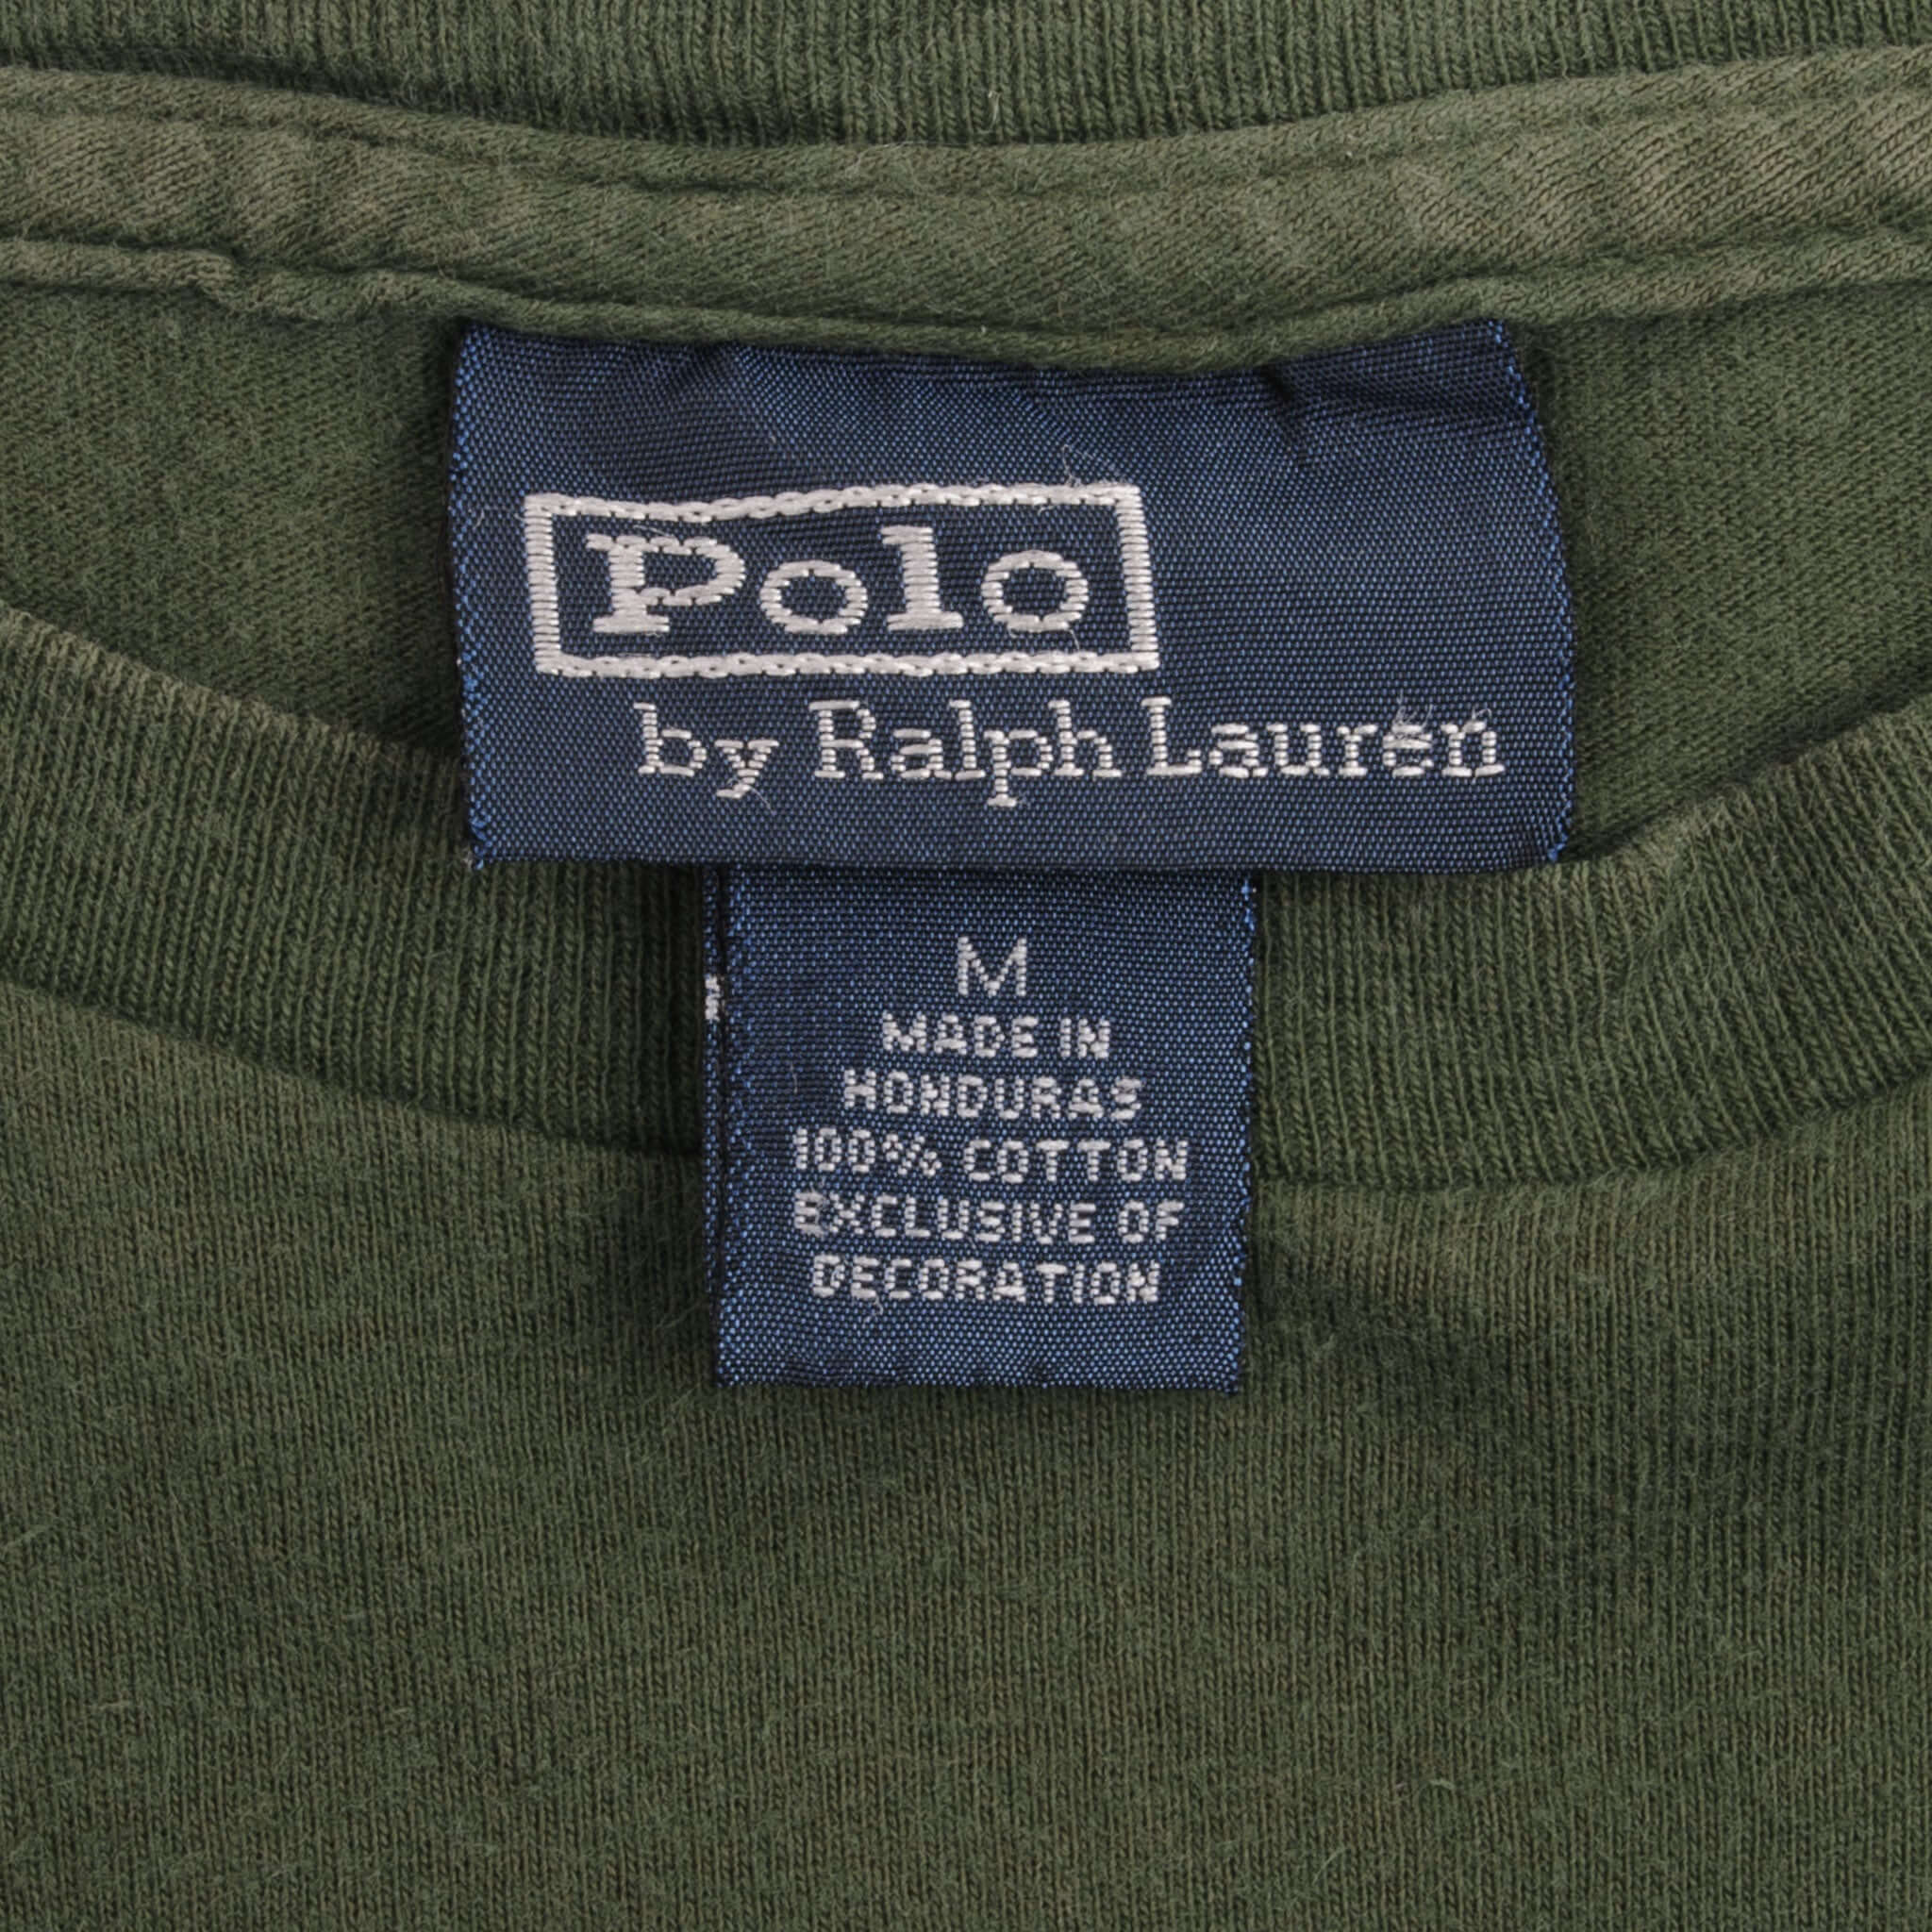 Polo
by Ralph Lauren
M
MADE IN
HONDURAS
100% COTTON
EXCLUSIVE OF
DECORATION